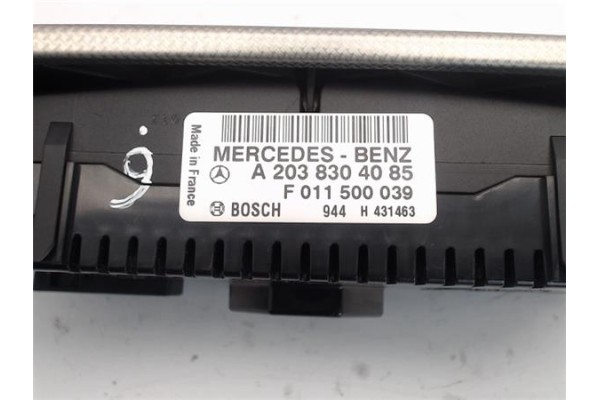 Made in France
MERCEDES - BENZ
A 203 830 40 85
F 011 500 039
BOSCH 944 H 431463